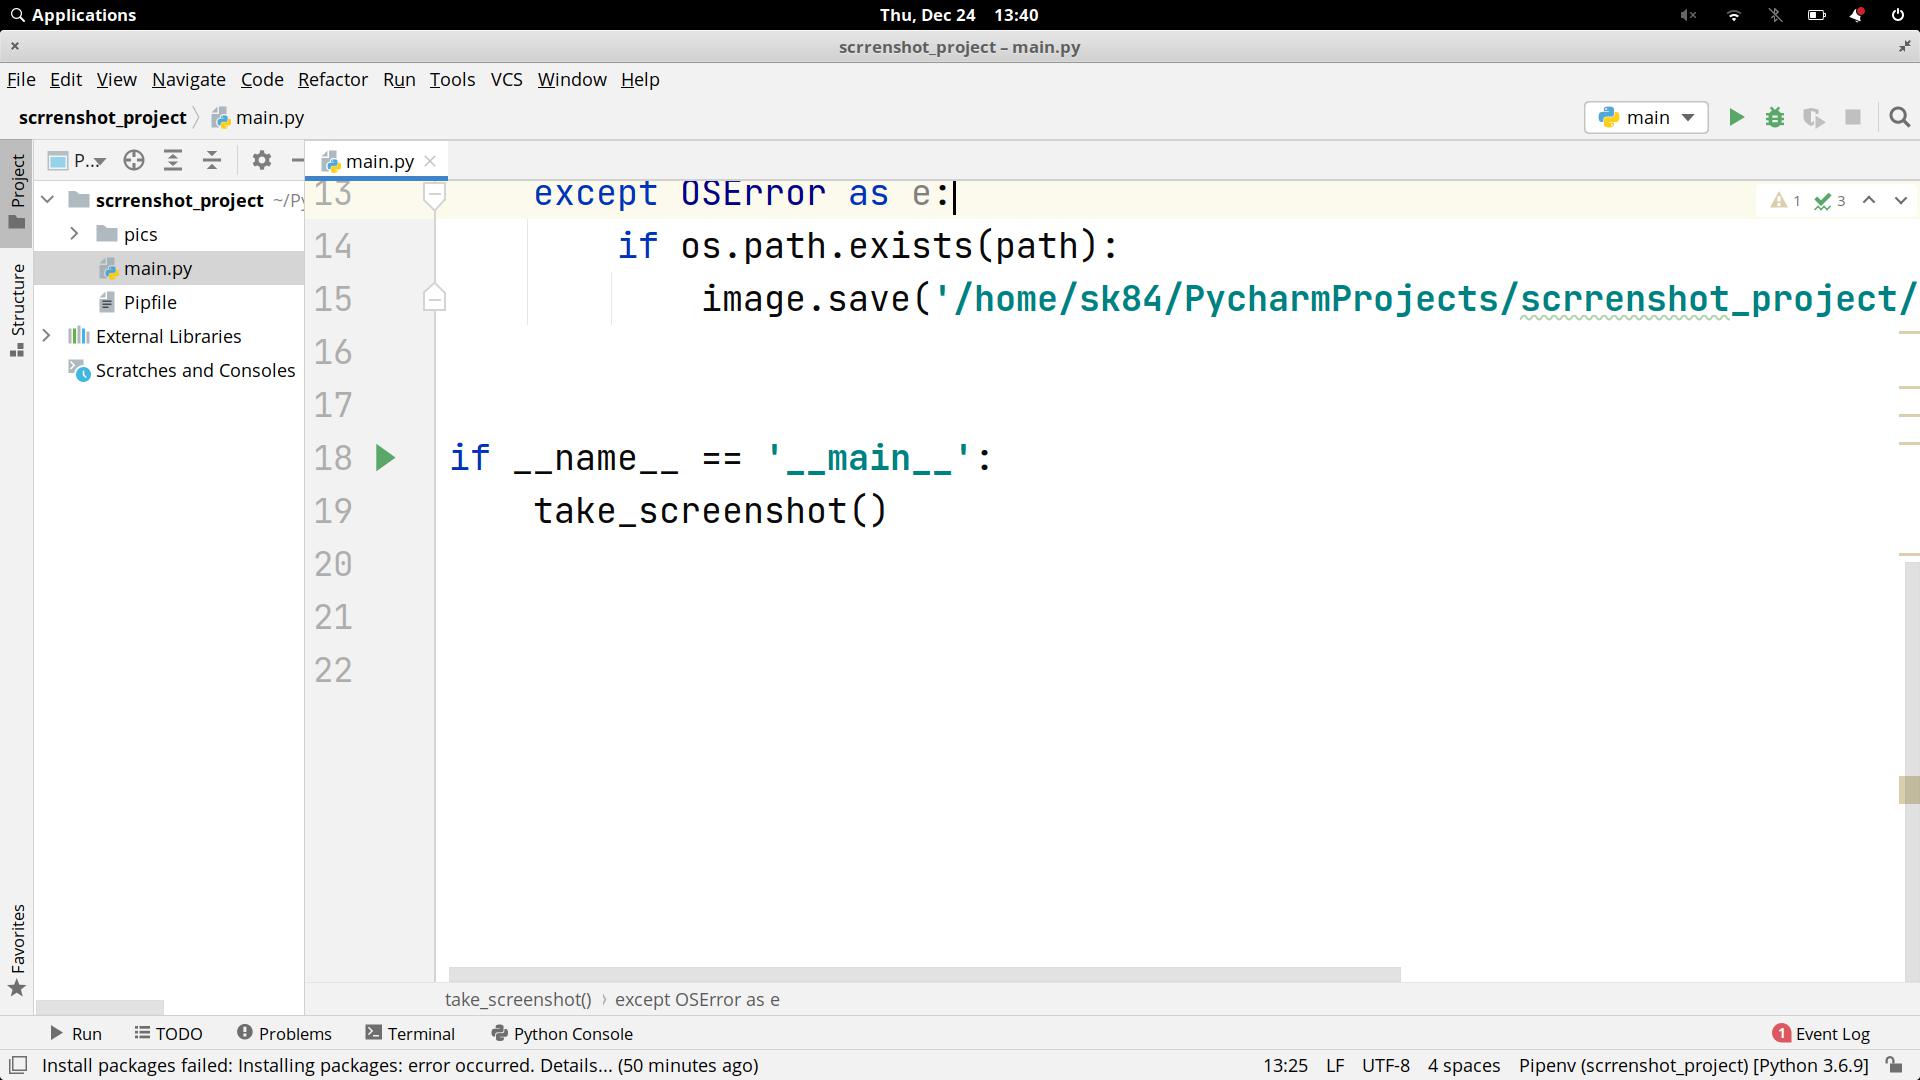 Applications
Thu, Dec 24 13:40
scrrenshot_project – main.py
File Edit View Navigate Code Refactor Run Tools VCS Window Help
scrrenshot_project main.py
main
Project
P...
main.py
scrrenshot_project ~/Py
pics
main.py
Pipfile
External Libraries
Scratches and Consoles
Structure
Favorites
13 except OSError as e:
1 3
14 if os.path.exists(path):
15 image.save('/home/sk84/PycharmProjects/scrrenshot_project/
16
17
18 if __name__ == '__main__':
19 take_screenshot()
20
21
22
take_screenshot() › except OSError as e
Run TODO Problems Terminal Python Console
1 Event Log
Install packages failed: Installing packages: error occurred. Details... (50 minutes ago)
13:25 LF UTF-8 4 spaces Pipenv (scrrenshot_project) [Python 3.6.9]